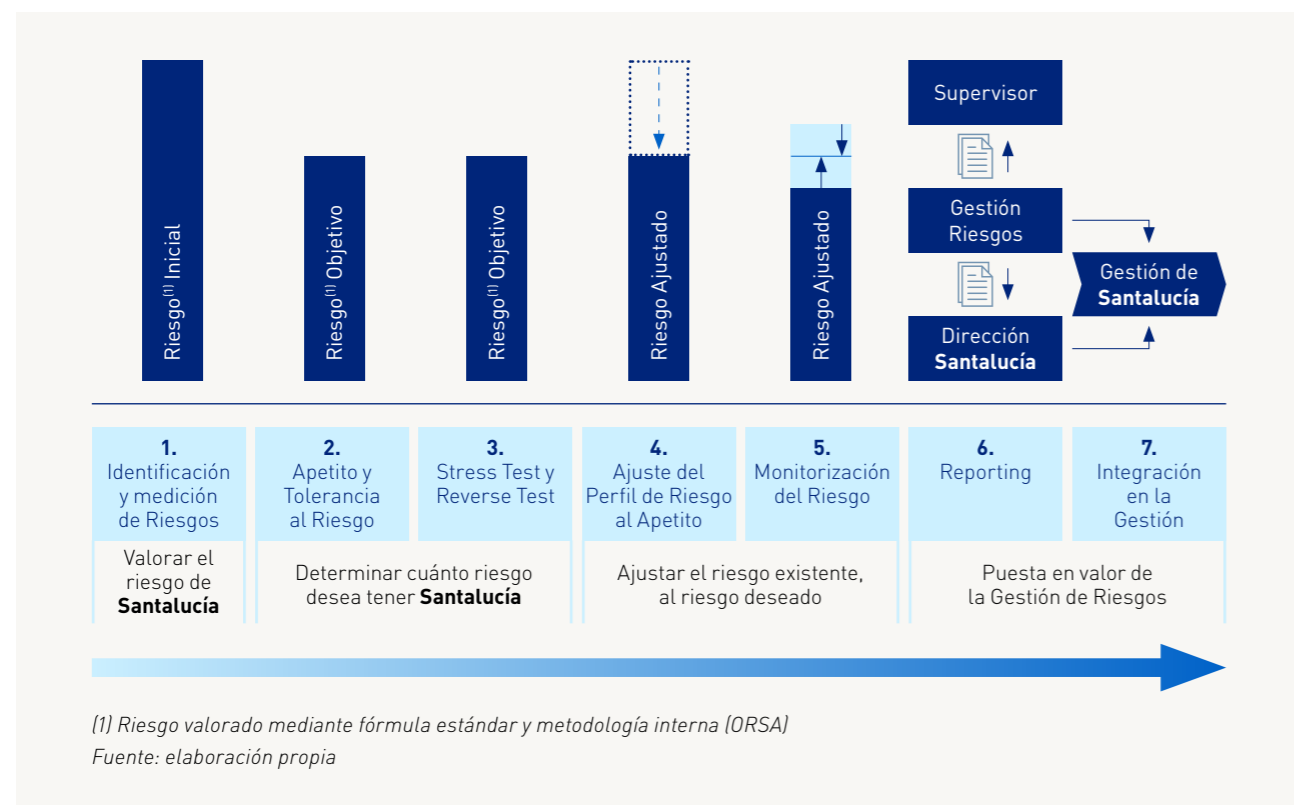 Riesgo(1) Inicial
Riesgo(1) Objetivo
Riesgo(1) Objetivo
Riesgo Ajustado
Riesgo Ajustado
Supervisor
Gestión
Riesgos
Dirección
Santalucía
Gestión de
Santalucía
1.
Identificación
y medición
de Riesgos
2.
Apetito y
Tolerancia
al Riesgo
3.
Stress Test y
Reverse Test
4.
Ajuste del
Perfil de Riesgo
al Apetito
5.
Monitorización
del Riesgo
6.
Reporting
7.
Integración
en la
Gestión
Valorar el
riesgo de
Santalucía
Determinar cuánto riesgo
desea tener Santalucía
Ajustar el riesgo existente,
al riesgo deseado
Puesta en valor de
la Gestión de Riesgos
(1) Riesgo valorado mediante fórmula estándar y metodología interna (ORSA)
Fuente: elaboración propia